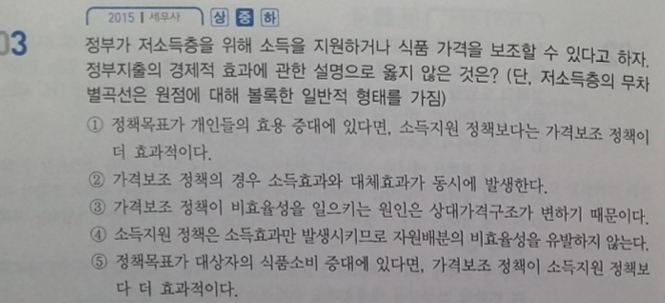 2015 | 세무사 상 중 하
03 정부가 저소득층을 위해 소득을 지원하거나 식품 가격을 보조할 수 있다고 하자.
정부지출의 경제적 효과에 관한 설명으로 옳지 않은 것은? (단, 저소득층의 무차
별곡선은 원점에 대해 볼록한 일반적 형태를 가짐)
① 정책목표가 개인들의 효용 증대에 있다면, 소득지원 정책보다는 가격보조 정책이
더 효과적이다.
② 가격보조 정책의 경우 소득효과와 대체효과가 동시에 발생한다.
③ 가격보조 정책이 비효율성을 일으키는 원인은 상대가격구조가 변하기 때문이다.
④ 소득지원 정책은 소득효과만 발생시키므로 자원배분의 비효율성을 유발하지 않는다.
⑤ 정책목표가 대상자의 식품소비 증대에 있다면, 가격보조 정책이 소득지원 정책보
다 더 효과적이다.